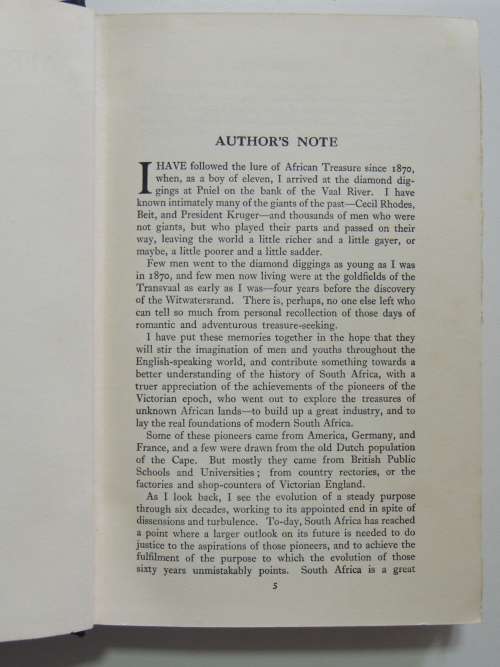 AUTHOR'S NOTE
I HAVE followed the lure of African Treasure since 1870,
when, as a boy of eleven, I arrived at the diamond dig-
gings at Pniel on the bank of the Vaal River. I have
known intimately many of the giants of the past—Cecil Rhodes,
Beit, and President Kruger—and thousands of men who were
not giants, but who played their parts and passed on their
way, leaving the world a little richer and a little gayer, or
maybe, a little poorer and a little sadder.
Few men went to the diamond diggings as young as I was
in 1870, and few men now living were at the goldfields of the
Transvaal as early as I was—four years before the discovery
of the Witwatersrand. There is, perhaps, no one else left who
can tell so much from personal recollection of those days of
romantic and adventurous treasure-seeking.
I have put these memories together in the hope that they
will stir the imagination of men and youths throughout the
English-speaking world, and contribute something towards a
better understanding of the history of South Africa, with a
truer appreciation of the achievements of the pioneers of the
Victorian epoch, who went out to explore the treasures of
unknown African lands—to build up a great industry, and to
lay the real foundations of modern South Africa.
Some of these pioneers came from America, Germany, and
France, and a few were drawn from the old Dutch population
of the Cape. But mostly they came from British Public
Schools and Universities; from country rectories, or the
factories and shop-counters of Victorian England.
As I look back, I see the evolution of a steady purpose
through six decades, working to its appointed end in spite of
dissensions and turbulence. To-day, South Africa has reached
a point where a larger outlook on its future is needed to do
justice to the aspirations of those pioneers, and to achieve the
fulfilment of the purpose to which the evolution of those
sixty years unmistakably points. South Africa is a great
5